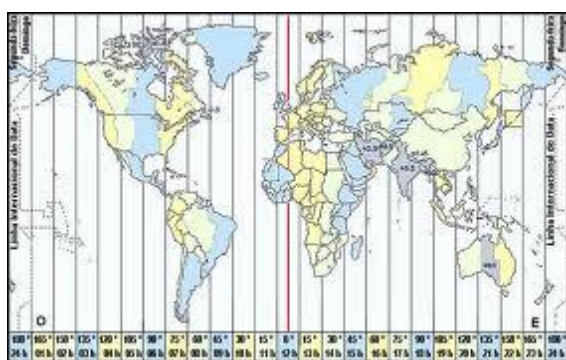 Segunda-feira
Domingo
Linha Internacional de Data
Segunda-feira
Domingo
Linha Internacional de Data
O
E
180° 165° 150° 135° 120° 105° 90° 75° 60° 45° 30° 15° 0° 15° 30° 45° 60° 75° 90° 105° 120° 135° 150° 165° 180°
24 h 01 h 02 h 03 h 04 h 05 h 06 h 07 h 08 h 09 h 10 h 11 h 12 h 13 h 14 h 15 h 16 h 17 h 18 h 19 h 20 h 21 h 22 h 23 h 24 h